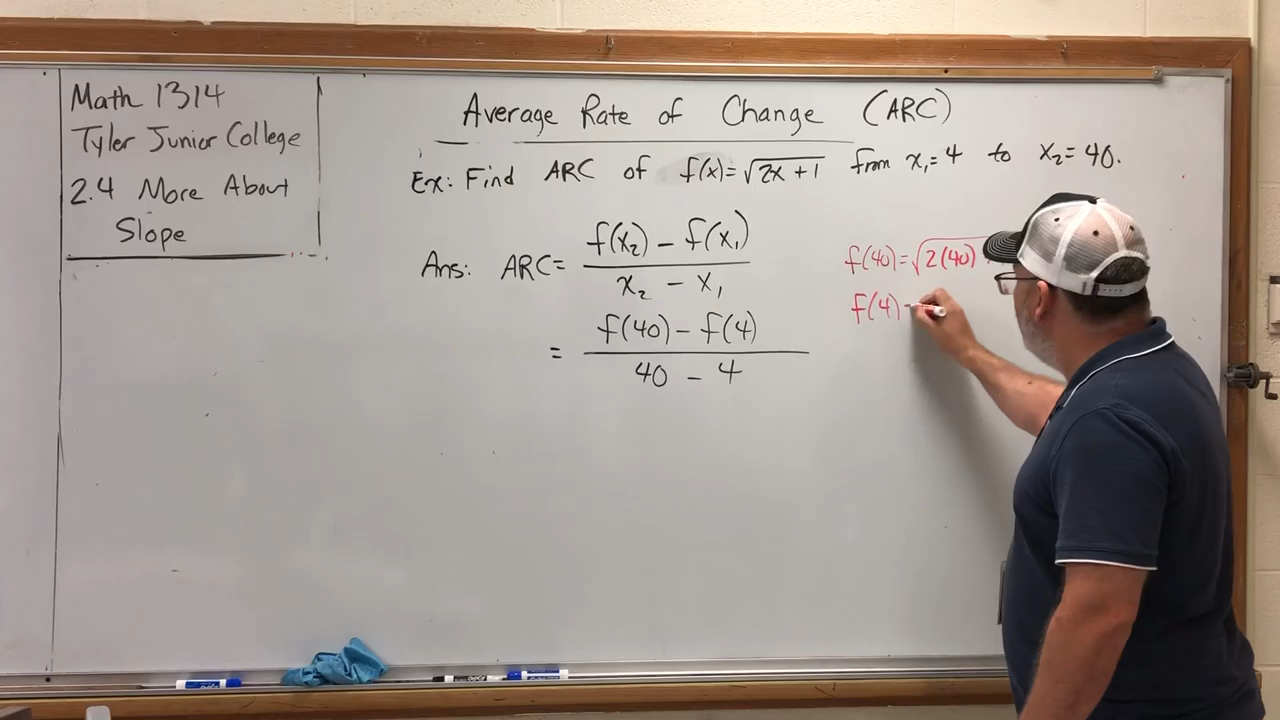 Math 1314
Tyler Junior College
2.4 More About
Slope
Average Rate of Change (ARC)
Ex: Find ARC of f(x)=√2x+1 from x₁=4 to x₂=40.
Ans: ARC= f(x₂) – f(x₁)
x₂ – x₁
= f(40) – f(4)
40 – 4
f(40)=√2(40)
f(4)